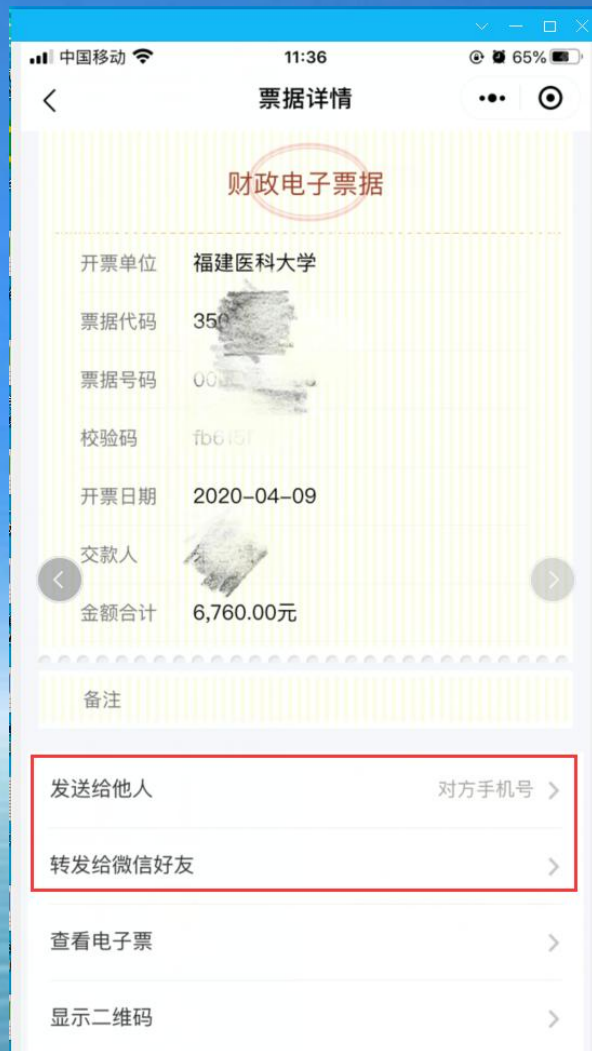 中国移动 11:36 65%
票据详情
财政电子票据
开票单位 福建医科大学
票据代码 350
票据号码 00
校验码 fb615f
开票日期 2020-04-09
交款人
金额合计 6,760.00元
备注
发送给他人 对方手机号
转发给微信好友
查看电子票
显示二维码